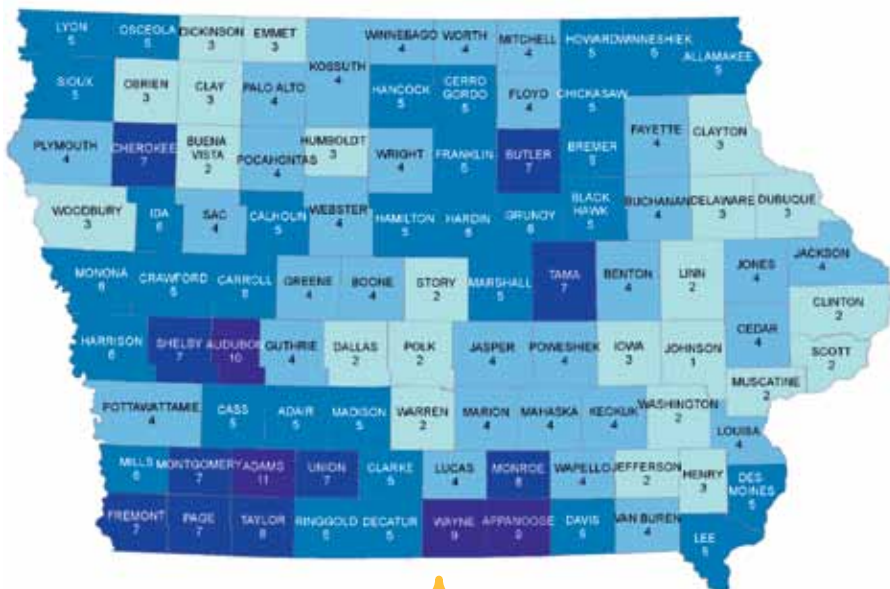 LYON
5
OSCEOLA
5
DICKINSON
3
EMMET
3
WINNEBAGO
4
WORTH
4
MITCHELL
4
HOWARD
5
WINNESHIEK
5
ALLAMAKEE
5
KOSSUTH
4
SIOUX
5
OBRIEN
3
CLAY
3
PALO ALTO
4
HANCOCK
5
CERRO
GORDO
5
FLOYD
4
CHICKASAW
5
PLYMOUTH
4
CHEROKEE
7
BUENA
VISTA
2
POCAHONTAS
4
HUMBOLDT
3
WRIGHT
4
FRANKLIN
BUTLER
7
BREMER
5
FAYETTE
4
CLAYTON
3
WOODBURY
3
IDA
6
SAC
4
CALHOUN
5
WEBSTER
4
HAMILTON
5
HARDIN
GRUNDY
BLACK
HAWK
5
BUCHANAN
4
DELAWARE
3
DUBUQUE
3
MONONA
CRAWFORD
CARROLL
GREENE
4
BOONE
4
STORY
2
MARSHALL
5
TAMA
7
BENTON
4
LINN
2
JONES
4
JACKSON
4
CLINTON
2
HARRISON
6
SHELBY
7
AUDUBON
10
GUTHRIE
4
DALLAS
2
POLK
2
JASPER
4
POWESHIEK
4
IOWA
3
JOHNSON
1
CEDAR
4
SCOTT
2
MUSCATINE
2
POTTAWATTAMIE
4
CASS
5
ADAIR
5
MADISON
5
WARREN
2
MARION
4
MAHASKA
4
KEOKUK
4
WASHINGTON
2
LOUISA
4
MILLS
MONTGOMERY
7
ADAMS
11
UNION
7
CLARKE
LUCAS
4
MONROE
8
WAPELLO
4
JEFFERSON
2
HENRY
3
DES
MOINES
5
FREMONT
7
PAGE
7
TAYLOR
8
RINGGOLD
DECATUR
5
WAYNE
9
APPANOOSE
9
DAVIS
6
VAN BUREN
4
LEE